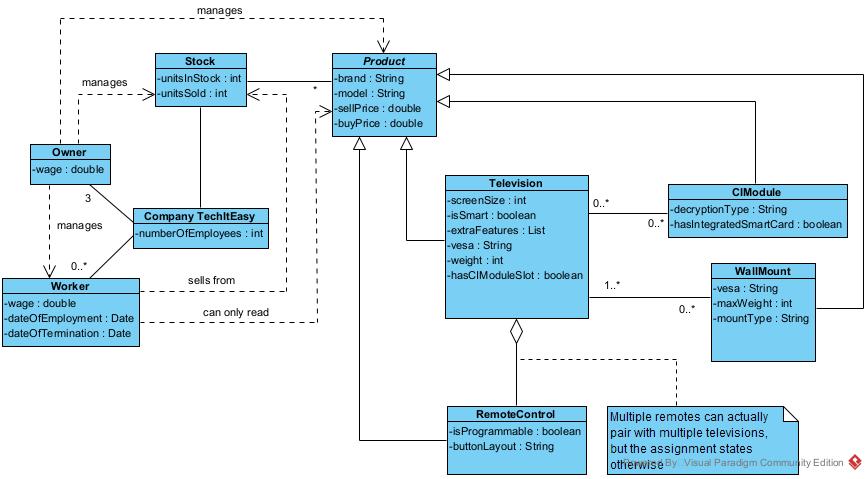 manages
Stock
-unitsInStock : int
-unitsSold : int
Product
-brand : String
-model : String
-sellPrice : double
-buyPrice : double
*
manages
Owner
-wage : double
3
manages
Company TechItEasy
-numberOfEmployees : int
0..*
Worker
-wage : double
-dateOfEmployment : Date
-dateOfTermination : Date
sells from
can only read
Television
-screenSize : int
-isSmart : boolean
-extraFeatures : List
-vesa : String
-weight : int
-hasCIModuleSlot : boolean
0..*
0..*
CIModule
-decryptionType : String
-hasIntegratedSmartCard : boolean
1..*
0..*
WallMount
-vesa : String
-maxWeight : int
-mountType : String
RemoteControl
-isProgrammable : boolean
-buttonLayout : String
Multiple remotes can actually
pair with multiple televisions,
but the assignment states
otherwise
Powered By Visual Paradigm Community Edition